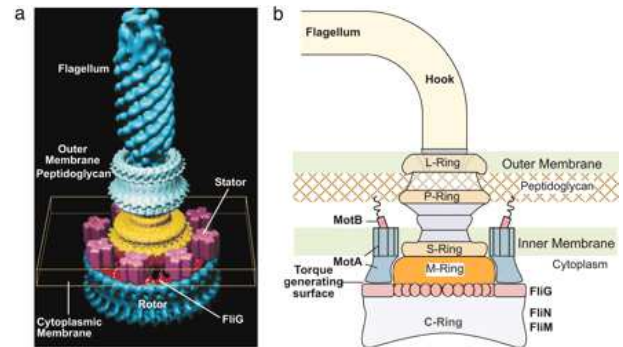 a
Flagellum
Outer
Membrane
Peptidoglycan
Stator
Rotor
Cytoplasmic
Membrane
FliG
b
Flagellum
Hook
L-Ring
Outer Membrane
Peptidoglycan
P-Ring
MotB
S-Ring
Inner Membrane
MotA
Cytoplasm
M-Ring
Torque
generating
surface
FliG
C-Ring
FliN
FliM